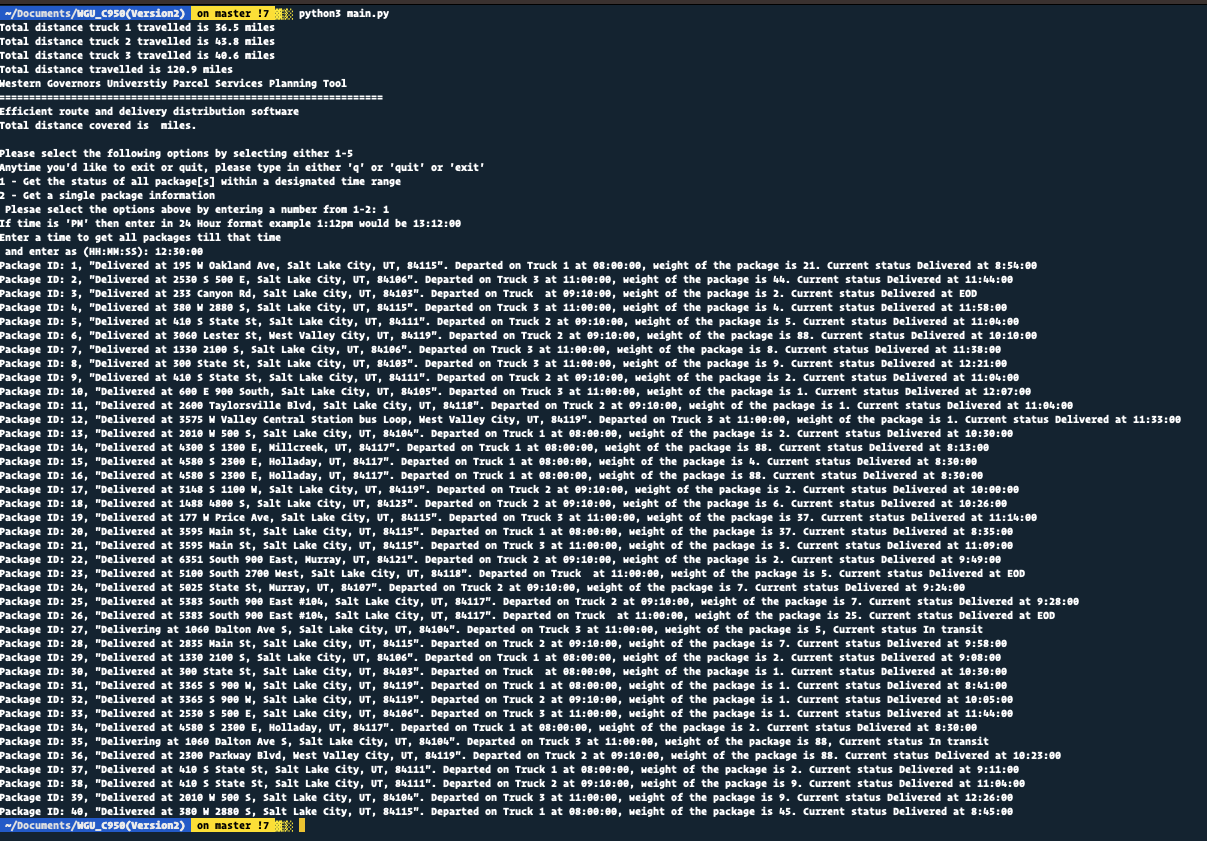 ~/Documents/WGU_C950(Version2) on master !7 python3 main.py
Total distance truck 1 travelled is 36.5 miles
Total distance truck 2 travelled is 43.8 miles
Total distance truck 3 travelled is 40.6 miles
Total distance travelled is 120.9 miles
Western Governors Universtiy Parcel Services Planning Tool
================================================================
Efficient route and delivery distribution software
Total distance covered is  miles.
Please select the following options by selecting either 1-5
Anytime you'd like to exit or quit, please type in either 'q' or 'quit' or 'exit'
1 - Get the status of all package[s] within a designated time range
2 - Get a single package information
Plesae select the options above by entering a number from 1-2: 1
If time is 'PM' then enter in 24 Hour format example 1:12pm would be 13:12:00
Enter a time to get all packages till that time
and enter as (HH:MM:SS): 12:30:00
Package ID: 1, "Delivered at 195 W Oakland Ave, Salt Lake City, UT, 84115". Departed on Truck 1 at 08:00:00, weight of the package is 21. Current status Delivered at 8:54:00
Package ID: 2, "Delivered at 2530 S 500 E, Salt Lake City, UT, 84106". Departed on Truck 3 at 11:00:00, weight of the package is 44. Current status Delivered at 11:44:00
Package ID: 3, "Delivered at 233 Canyon Rd, Salt Lake City, UT, 84103". Departed on Truck  at 09:10:00, weight of the package is 2. Current status Delivered at EOD
Package ID: 4, "Delivered at 380 W 2880 S, Salt Lake City, UT, 84115". Departed on Truck 3 at 11:00:00, weight of the package is 4. Current status Delivered at 11:58:00
Package ID: 5, "Delivered at 410 S State St, Salt Lake City, UT, 84111". Departed on Truck 2 at 09:10:00, weight of the package is 5. Current status Delivered at 11:04:00
Package ID: 6, "Delivered at 3060 Lester St, West Valley City, UT, 84119". Departed on Truck 2 at 09:10:00, weight of the package is 88. Current status Delivered at 10:10:00
Package ID: 7, "Delivered at 1330 2100 S, Salt Lake City, UT, 84106". Departed on Truck 3 at 11:00:00, weight of the package is 8. Current status Delivered at 11:38:00
Package ID: 8, "Delivered at 300 State St, Salt Lake City, UT, 84103". Departed on Truck 3 at 11:00:00, weight of the package is 9. Current status Delivered at 12:21:00
Package ID: 9, "Delivered at 410 S State St, Salt Lake City, UT, 84111". Departed on Truck 2 at 09:10:00, weight of the package is 2. Current status Delivered at 11:04:00
Package ID: 10, "Delivered at 600 E 900 South, Salt Lake City, UT, 84105". Departed on Truck 3 at 11:00:00, weight of the package is 1. Current status Delivered at 12:07:00
Package ID: 11, "Delivered at 2600 Taylorsville Blvd, Salt Lake City, UT, 84118". Departed on Truck 2 at 09:10:00, weight of the package is 1. Current status Delivered at 11:04:00
Package ID: 12, "Delivered at 3575 W Valley Central Station bus Loop, West Valley City, UT, 84119". Departed on Truck 3 at 11:00:00, weight of the package is 1. Current status Delivered at 11:33:00
Package ID: 13, "Delivered at 2010 W 500 S, Salt Lake City, UT, 84104". Departed on Truck 1 at 08:00:00, weight of the package is 2. Current status Delivered at 10:30:00
Package ID: 14, "Delivered at 4300 S 1300 E, Millcreek, UT, 84117". Departed on Truck 1 at 08:00:00, weight of the package is 88. Current status Delivered at 8:13:00
Package ID: 15, "Delivered at 4580 S 2300 E, Holladay, UT, 84117". Departed on Truck 1 at 08:00:00, weight of the package is 4. Current status Delivered at 8:30:00
Package ID: 16, "Delivered at 4580 S 2300 E, Holladay, UT, 84117". Departed on Truck 1 at 08:00:00, weight of the package is 88. Current status Delivered at 8:30:00
Package ID: 17, "Delivered at 3148 S 1100 W, Salt Lake City, UT, 84119". Departed on Truck 2 at 09:10:00, weight of the package is 2. Current status Delivered at 10:00:00
Package ID: 18, "Delivered at 1488 4800 S, Salt Lake City, UT, 84123". Departed on Truck 2 at 09:10:00, weight of the package is 6. Current status Delivered at 10:26:00
Package ID: 19, "Delivered at 177 W Price Ave, Salt Lake City, UT, 84115". Departed on Truck 3 at 11:00:00, weight of the package is 37. Current status Delivered at 11:14:00
Package ID: 20, "Delivered at 3595 Main St, Salt Lake City, UT, 84115". Departed on Truck 1 at 08:00:00, weight of the package is 37. Current status Delivered at 8:35:00
Package ID: 21, "Delivered at 3595 Main St, Salt Lake City, UT, 84115". Departed on Truck 3 at 11:00:00, weight of the package is 3. Current status Delivered at 11:09:00
Package ID: 22, "Delivered at 6351 South 900 East, Murray, UT, 84121". Departed on Truck 2 at 09:10:00, weight of the package is 2. Current status Delivered at 9:49:00
Package ID: 23, "Delivered at 5100 South 2700 West, Salt Lake City, UT, 84118". Departed on Truck  at 11:00:00, weight of the package is 5. Current status Delivered at EOD
Package ID: 24, "Delivered at 5025 State St, Murray, UT, 84107". Departed on Truck 2 at 09:10:00, weight of the package is 7. Current status Delivered at 9:24:00
Package ID: 25, "Delivered at 5383 South 900 East #104, Salt Lake City, UT, 84117". Departed on Truck 2 at 09:10:00, weight of the package is 7. Current status Delivered at 9:28:00
Package ID: 26, "Delivered at 5383 South 900 East #104, Salt Lake City, UT, 84117". Departed on Truck  at 11:00:00, weight of the package is 25. Current status Delivered at EOD
Package ID: 27, "Delivering at 1060 Dalton Ave S, Salt Lake City, UT, 84104". Departed on Truck 3 at 11:00:00, weight of the package is 5, Current status In transit
Package ID: 28, "Delivered at 2835 Main St, Salt Lake City, UT, 84115". Departed on Truck 2 at 09:10:00, weight of the package is 7. Current status Delivered at 9:58:00
Package ID: 29, "Delivered at 1330 2100 S, Salt Lake City, UT, 84106". Departed on Truck 1 at 08:00:00, weight of the package is 2. Current status Delivered at 9:08:00
Package ID: 30, "Delivered at 300 State St, Salt Lake City, UT, 84103". Departed on Truck  at 08:00:00, weight of the package is 1. Current status Delivered at 10:30:00
Package ID: 31, "Delivered at 3365 S 900 W, Salt Lake City, UT, 84119". Departed on Truck 1 at 08:00:00, weight of the package is 1. Current status Delivered at 8:41:00
Package ID: 32, "Delivered at 3365 S 900 W, Salt Lake City, UT, 84119". Departed on Truck 2 at 09:10:00, weight of the package is 1. Current status Delivered at 10:05:00
Package ID: 33, "Delivered at 2530 S 500 E, Salt Lake City, UT, 84106". Departed on Truck 3 at 11:00:00, weight of the package is 1. Current status Delivered at 11:44:00
Package ID: 34, "Delivered at 4580 S 2300 E, Holladay, UT, 84117". Departed on Truck 1 at 08:00:00, weight of the package is 2. Current status Delivered at 8:30:00
Package ID: 35, "Delivering at 1060 Dalton Ave S, Salt Lake City, UT, 84104". Departed on Truck 3 at 11:00:00, weight of the package is 88, Current status In transit
Package ID: 36, "Delivered at 2300 Parkway Blvd, West Valley City, UT, 84119". Departed on Truck 2 at 09:10:00, weight of the package is 88. Current status Delivered at 10:23:00
Package ID: 37, "Delivered at 410 S State St, Salt Lake City, UT, 84111". Departed on Truck 1 at 08:00:00, weight of the package is 2. Current status Delivered at 9:11:00
Package ID: 38, "Delivered at 410 S State St, Salt Lake City, UT, 84111". Departed on Truck 2 at 09:10:00, weight of the package is 9. Current status Delivered at 11:04:00
Package ID: 39, "Delivered at 2010 W 500 S, Salt Lake City, UT, 84104". Departed on Truck 3 at 11:00:00, weight of the package is 9. Current status Delivered at 12:26:00
Package ID: 40, "Delivered at 380 W 2880 S, Salt Lake City, UT, 84115". Departed on Truck 1 at 08:00:00, weight of the package is 45. Current status Delivered at 8:45:00
~/Documents/WGU_C950(Version2) on master !7